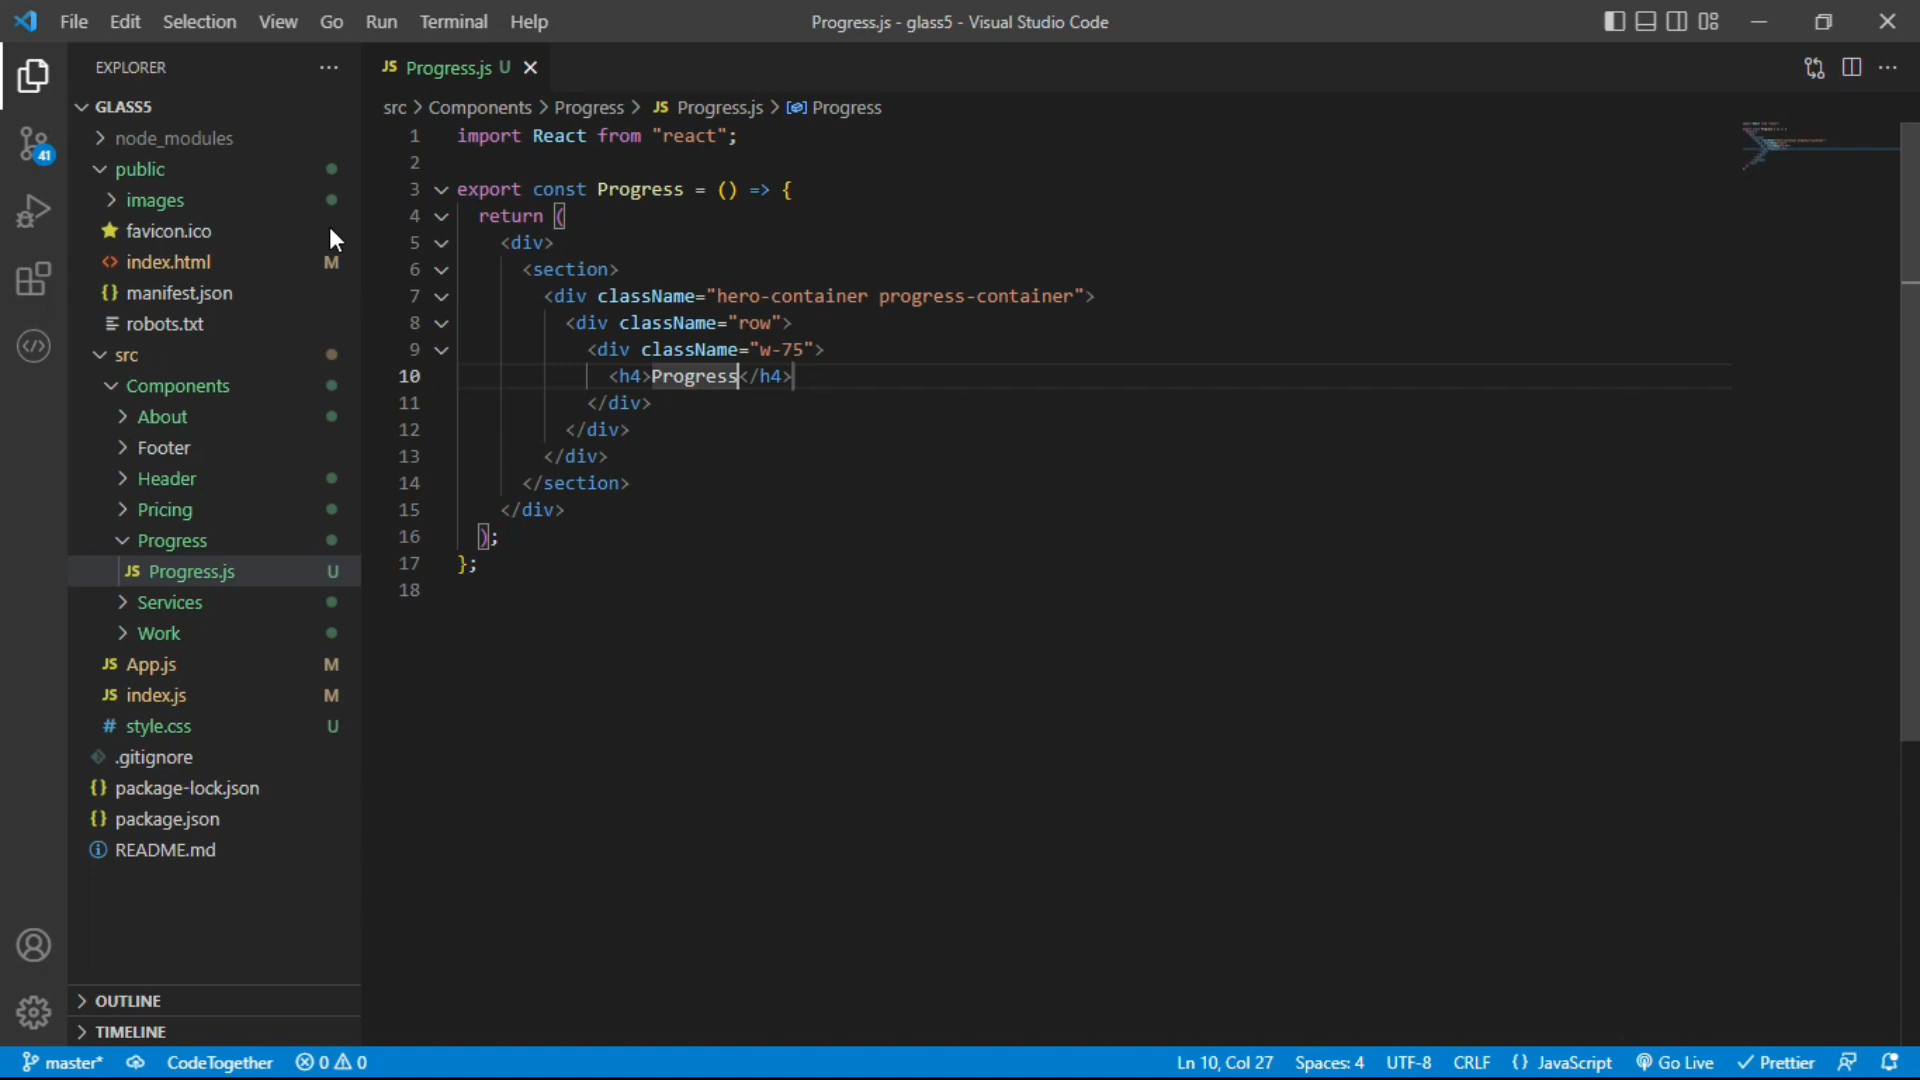 File Edit Selection View Go Run Terminal Help
Progress.js - glass5 - Visual Studio Code
EXPLORER
GLASS5
node_modules
public
images
favicon.ico
index.html M
manifest.json
robots.txt
src
Components
About
Footer
Header
Pricing
Progress
JS Progress.js U
Services
Work
JS App.js M
JS index.js M
# style.css U
.gitignore
{} package-lock.json
{} package.json
README.md
OUTLINE
TIMELINE
41
JS Progress.js U
src > Components > Progress > JS Progress.js > Progress
1 import React from "react";
2
3 export const Progress = () => {
4 return (
5 <div>
6 <section>
7 <div className="hero-container progress-container">
8 <div className="row">
9 <div className="w-75">
10 <h4>Progress</h4>
11 </div>
12 </div>
13 </div>
14 </section>
15 </div>
16 );
17 };
18
master* CodeTogether 0 0 Ln 10, Col 27 Spaces: 4 UTF-8 CRLF {} JavaScript Go Live Prettier